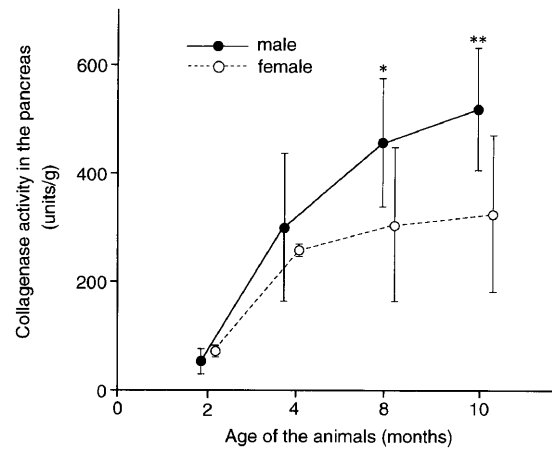 male
female
*
**
600
400
200
0
0 2 4 8 10
Collagenase activity in the pancreas
(units/g)
Age of the animals (months)